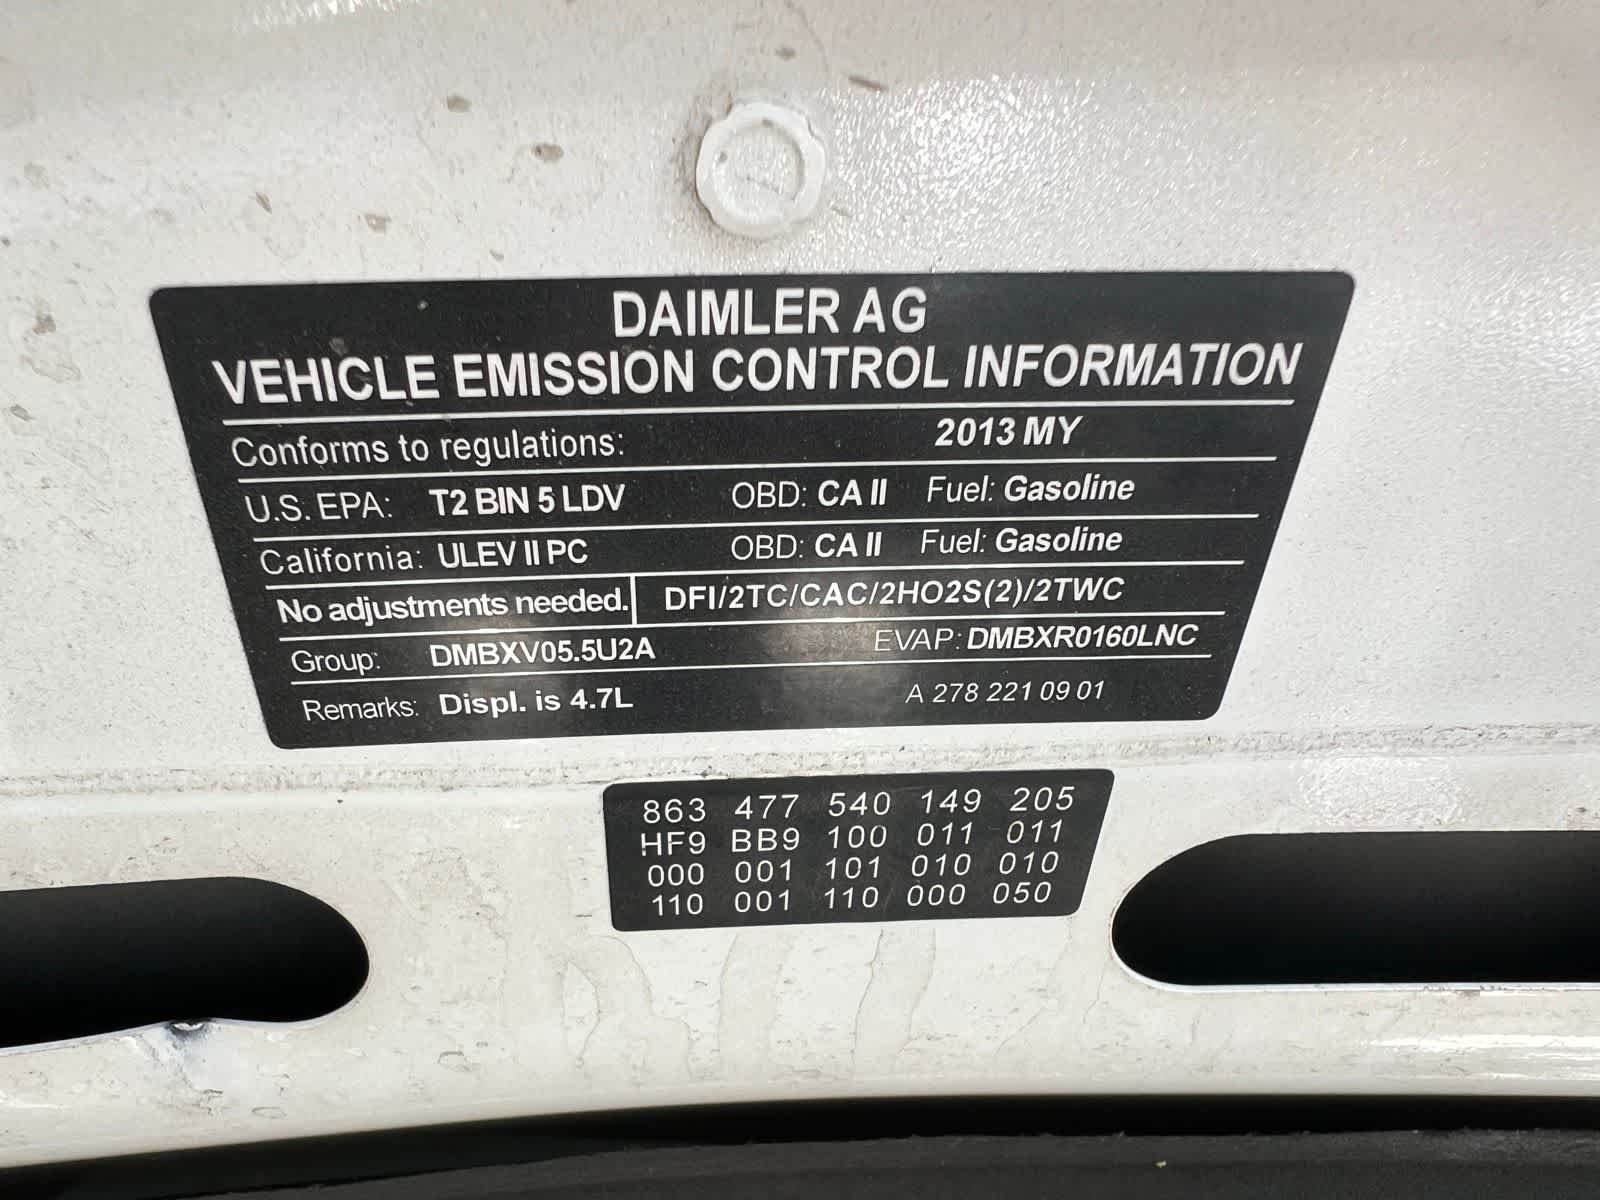 DAIMLER AG
VEHICLE EMISSION CONTROL INFORMATION
Conforms to regulations: 2013 MY
U.S. EPA: T2 BIN 5 LDV OBD: CA II Fuel: Gasoline
California: ULEV II PC OBD: CA II Fuel: Gasoline
No adjustments needed. DFI/2TC/CAC/2HO2S(2)/2TWC
Group: DMBXV05.5U2A EVAP: DMBXR0160LNC
Remarks: Displ. is 4.7L A 278 221 09 01
863 477 540 149 205
HF9 BB9 100 011 011
000 001 101 010 010
110 001 110 000 050